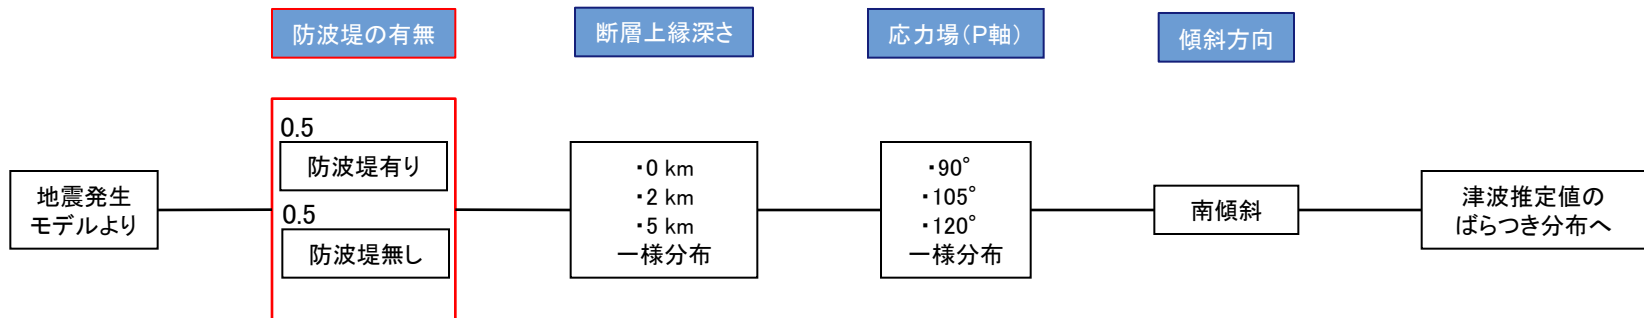 防波堤の有無
断層上縁深さ
応力場(P軸)
傾斜方向
地震発生
モデルより
0.5
防波堤有り
0.5
防波堤無し
・0 km
・2 km
・5 km
一様分布
・90°
・105°
・120°
一様分布
南傾斜
津波推定値の
ばらつき分布へ